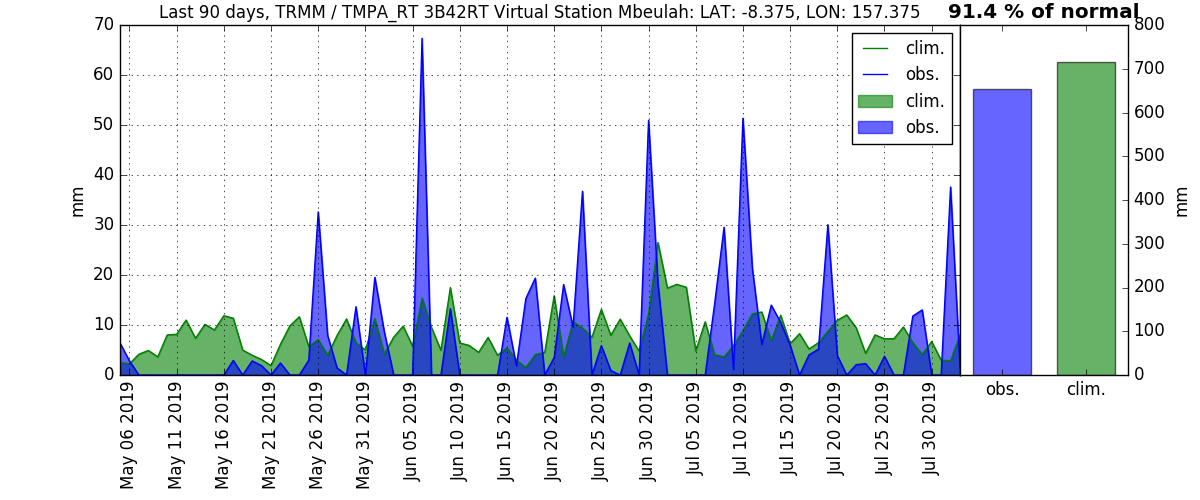 Last 90 days, TRMM / TMPA_RT 3B42RT Virtual Station Mbeulah: LAT: -8.375, LON: 157.375
91.4 % of normal
70
60
50
40
30
20
10
0
mm
clim.
obs.
clim.
obs.
May 06 2019
May 11 2019
May 16 2019
May 21 2019
May 26 2019
May 31 2019
Jun 05 2019
Jun 10 2019
Jun 15 2019
Jun 20 2019
Jun 25 2019
Jun 30 2019
Jul 05 2019
Jul 10 2019
Jul 15 2019
Jul 20 2019
Jul 25 2019
Jul 30 2019
800
700
600
500
400
300
200
100
0
mm
obs.
clim.